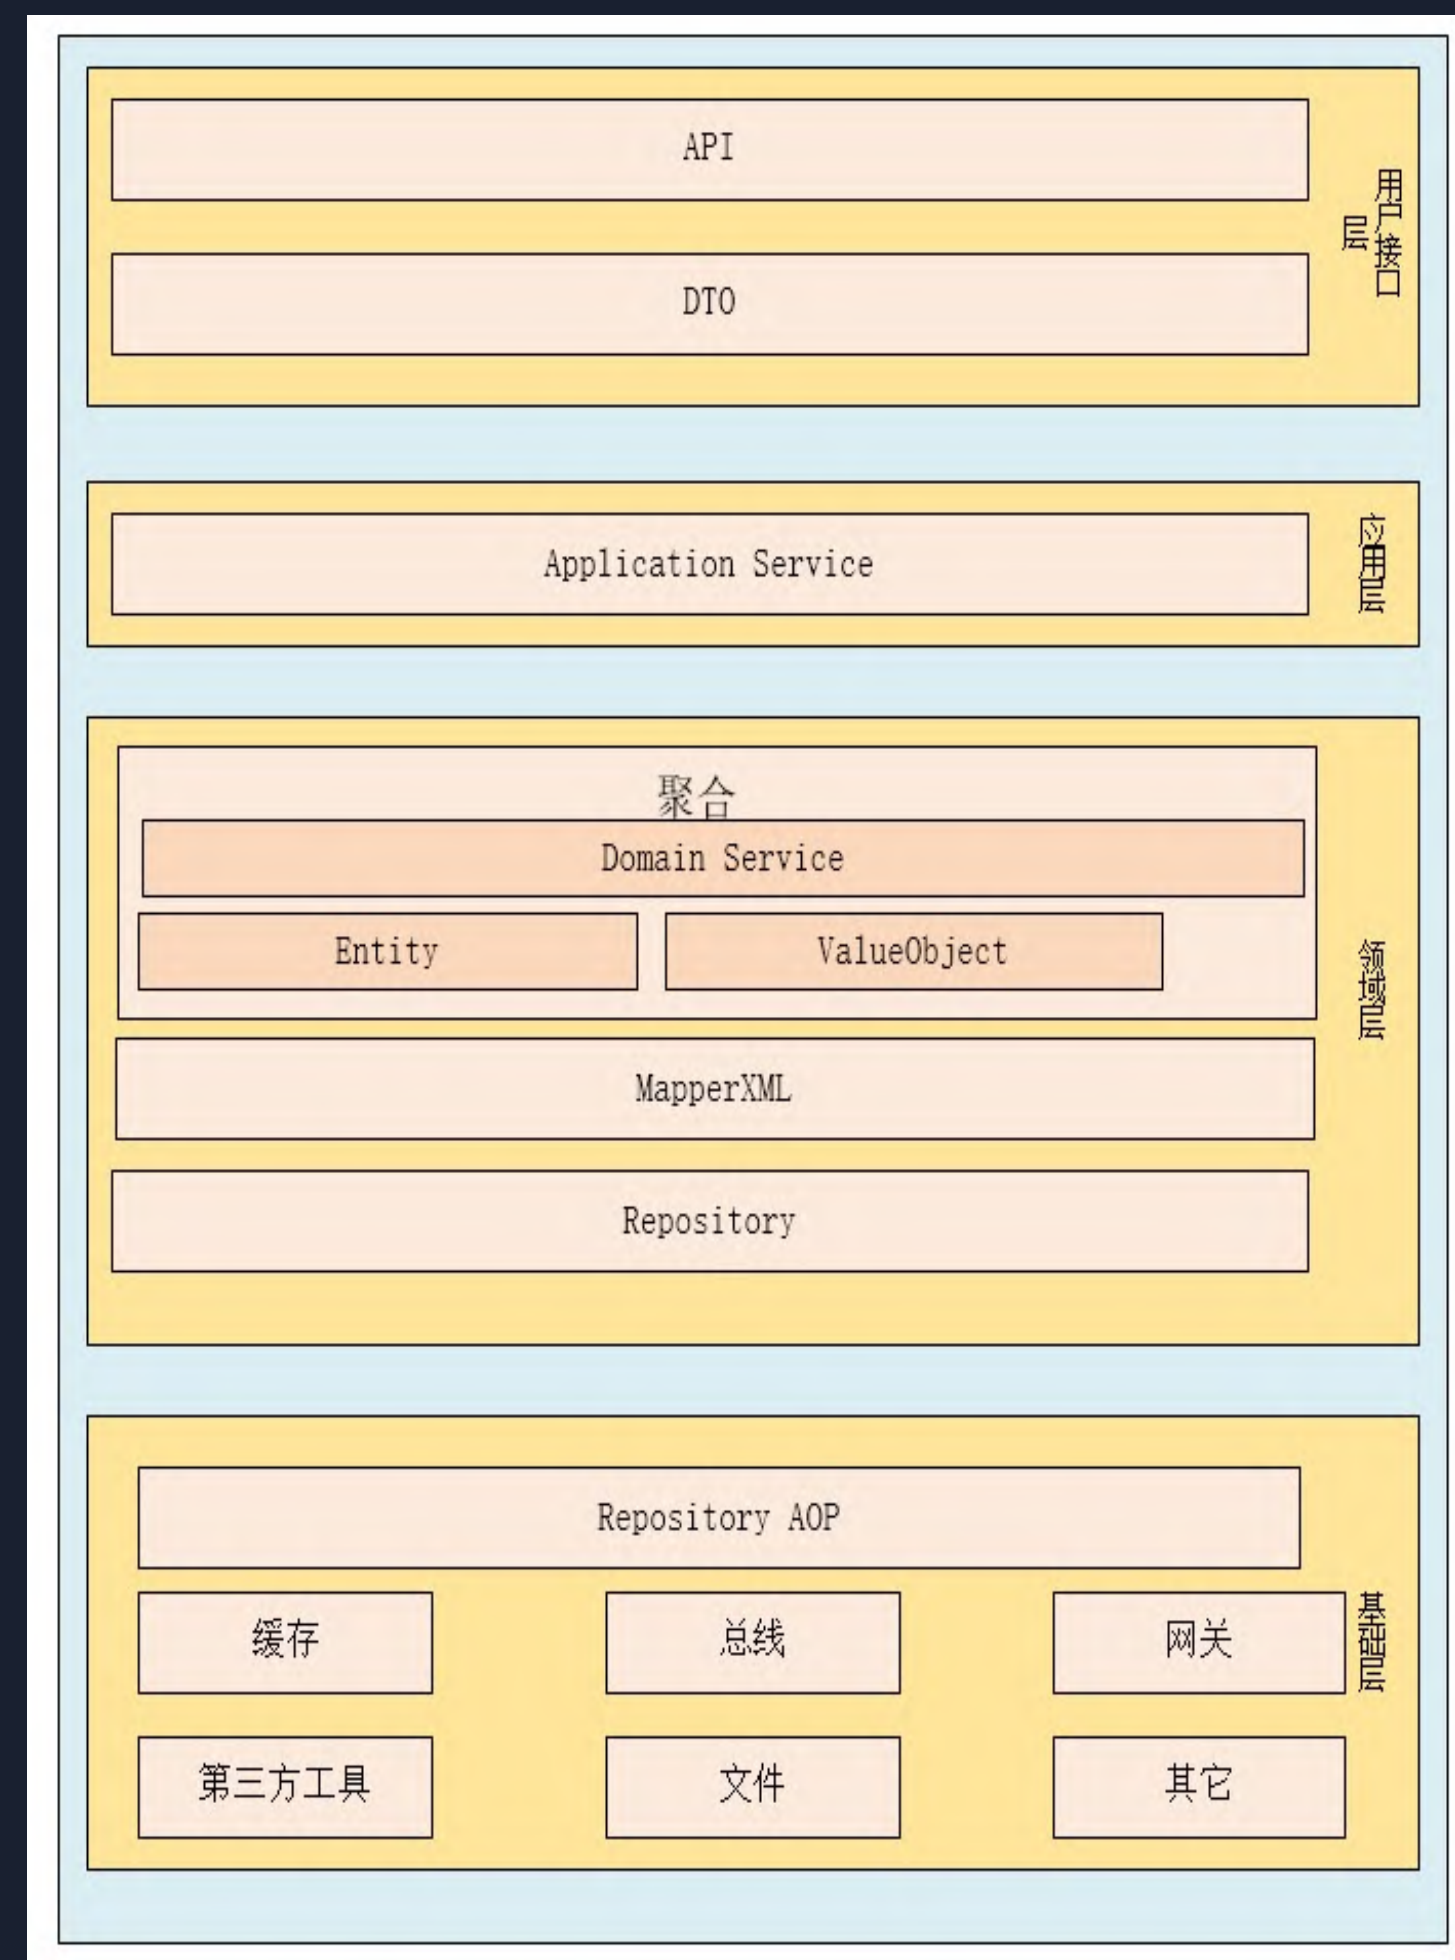 API
DTO
用户接口
层
Application Service
应用层
聚合
Domain Service
Entity
ValueObject
领域层
MapperXML
Repository
Repository AOP
缓存
总线
网关
基础层
第三方工具
文件
其它